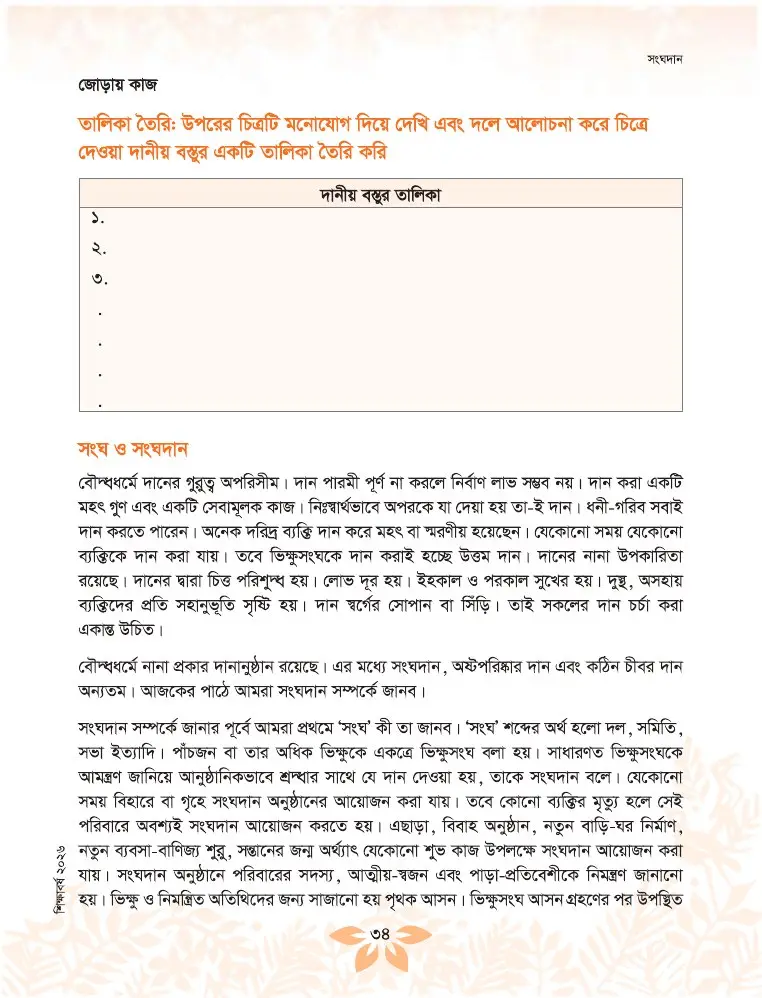 সংঘদান
জোড়ায় কাজ
তালিকা তৈরি: উপরের চিত্রটি মনোযোগ দিয়ে দেখি এবং দলে আলোচনা করে চিত্রে
দেওয়া দানীয় বস্তুর একটি তালিকা তৈরি করি
দানীয় বস্তুর তালিকা
১.
২.
৩.
.
.
.
.
সংঘ ও সংঘদান
বৌদ্ধধর্মে দানের গুরুত্ব অপরিসীম। দান পারমী পূর্ণ না করলে নির্বাণ লাভ সম্ভব নয়। দান করা একটি
মহৎ গুণ এবং একটি সেবামূলক কাজ। নিঃস্বার্থভাবে অপরকে যা দেয়া হয় তা-ই দান। ধনী-গরিব সবাই
দান করতে পারেন। অনেক দরিদ্র ব্যক্তি দান করে মহৎ বা স্মরণীয় হয়েছেন। যেকোনো সময় যেকোনো
ব্যক্তিকে দান করা যায়। তবে ভিক্ষুসংঘকে দান করাই হচ্ছে উত্তম দান। দানের নানা উপকারিতা
রয়েছে। দানের দ্বারা চিত্ত পরিশুদ্ধ হয়। লোভ দূর হয়। ইহকাল ও পরকাল সুখের হয়। দুস্থ, অসহায়
ব্যক্তিদের প্রতি সহানুভূতি সৃষ্টি হয়। দান স্বর্গের সোপান বা সিঁড়ি। তাই সকলের দান চর্চা করা
একান্ত উচিত।
বৌদ্ধধর্মে নানা প্রকার দানানুষ্ঠান রয়েছে। এর মধ্যে সংঘদান, অষ্টপরিষ্কার দান এবং কঠিন চীবর দান
অন্যতম। আজকের পাঠে আমরা সংঘদান সম্পর্কে জানব।
সংঘদান সম্পর্কে জানার পূর্বে আমরা প্রথমে ‘সংঘ’ কী তা জানব। ‘সংঘ’ শব্দের অর্থ হলো দল, সমিতি,
সভা ইত্যাদি। পাঁচজন বা তার অধিক ভিক্ষুকে একত্রে ভিক্ষুসংঘ বলা হয়। সাধারণত ভিক্ষুসংঘকে
আমন্ত্রণ জানিয়ে আনুষ্ঠানিকভাবে শ্রদ্ধার সাথে যে দান দেওয়া হয়, তাকে সংঘদান বলে। যেকোনো
সময় বিহারে বা গৃহে সংঘদান অনুষ্ঠানের আয়োজন করা যায়। তবে কোনো ব্যক্তির মৃত্যু হলে সেই
পরিবারে অবশ্যই সংঘদান আয়োজন করতে হয়। এছাড়া, বিবাহ অনুষ্ঠান, নতুন বাড়ি-ঘর নির্মাণ,
নতুন ব্যবসা-বাণিজ্য শুরু, সন্তানের জন্ম অর্থ্যাৎ যেকোনো শুভ কাজ উপলক্ষে সংঘদান আয়োজন করা
যায়। সংঘদান অনুষ্ঠানে পরিবারের সদস্য, আত্মীয়-স্বজন এবং পাড়া-প্রতিবেশীকে নিমন্ত্রণ জানানো
হয়। ভিক্ষু ও নিমন্ত্রিত অতিথিদের জন্য সাজানো হয় পৃথক আসন। ভিক্ষুসংঘ আসন গ্রহণের পর উপস্থিত
শিক্ষাবর্ষ ২০২৬
৩৪